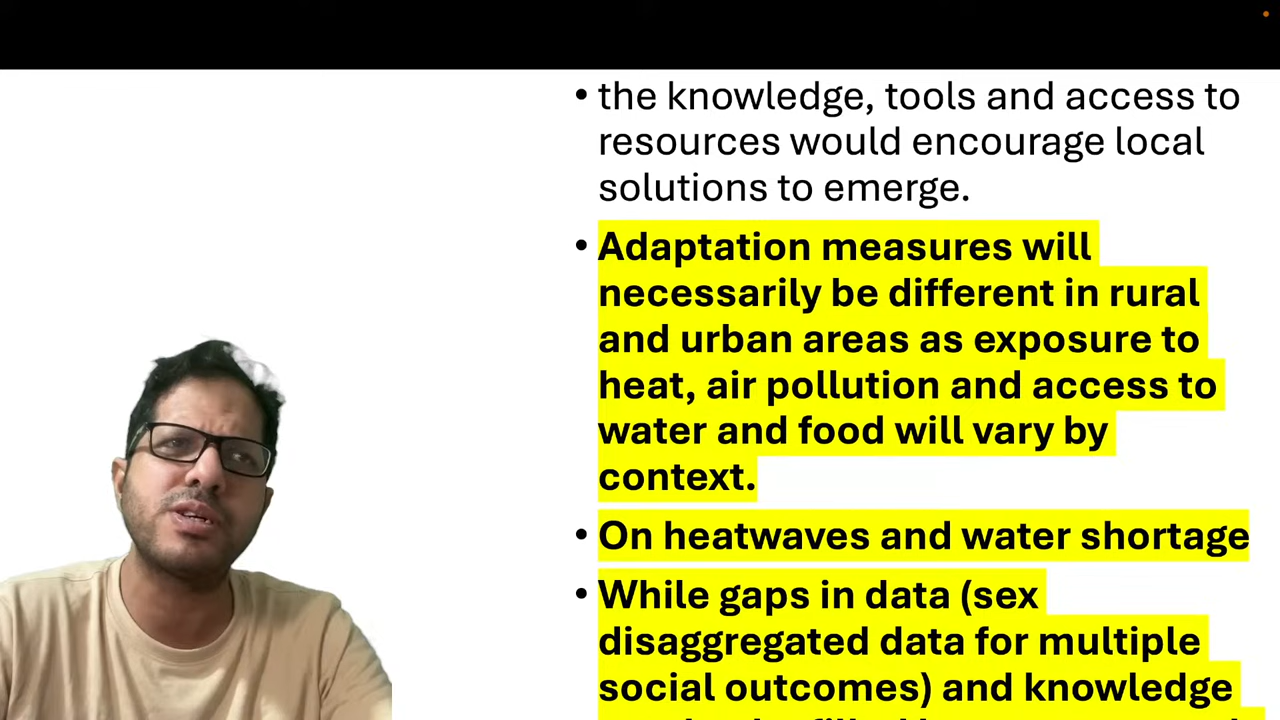 • the knowledge, tools and access to
resources would encourage local
solutions to emerge.
• Adaptation measures will
necessarily be different in rural
and urban areas as exposure to
heat, air pollution and access to
water and food will vary by
context.
• On heatwaves and water shortage
• While gaps in data (sex
disaggregated data for multiple
social outcomes) and knowledge